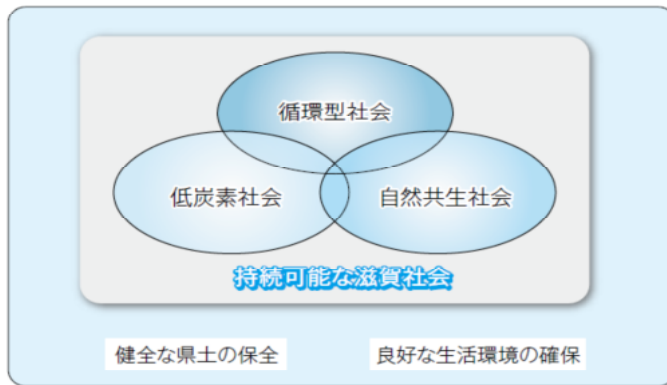 循環型社会
低炭素社会
自然共生社会
持続可能な滋賀社会
健全な県土の保全
良好な生活環境の確保